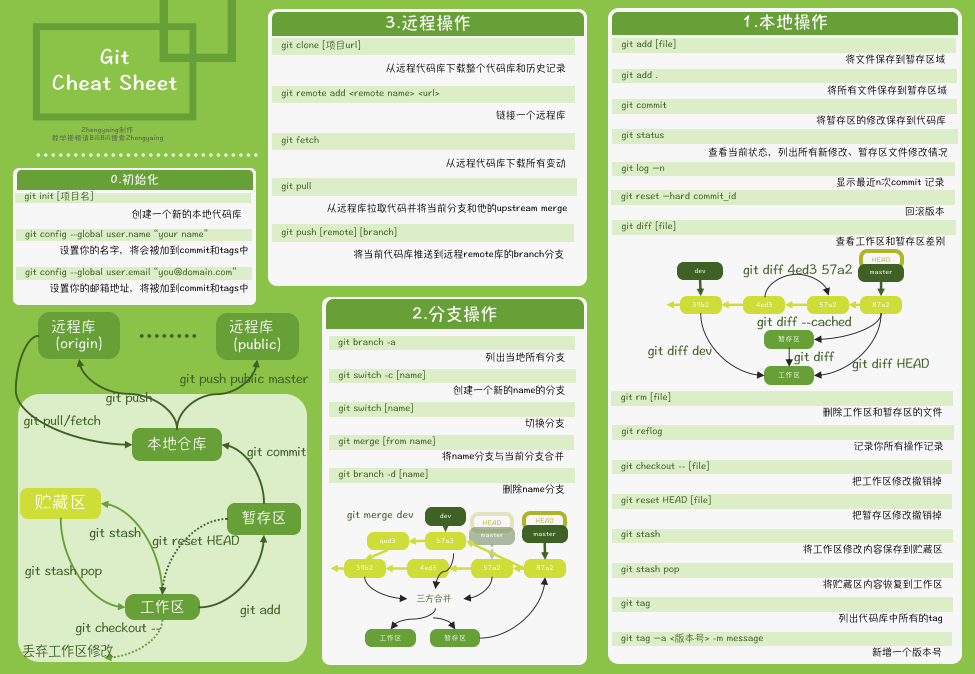 Git
Cheat Sheet
Zhengyaing制作
教学视频请BiliBili搜索Zhengyaing
0.初始化
git init [项目名]
创建一个新的本地代码库
git config --global user.name "your name"
设置你的名字，将会被加到commit和tags中
git config --global user.email "you@domain.com"
设置你的邮箱地址，将被加到commit和tags中
远程库
(origin)
远程库
(public)
git push public master
git push
git pull/fetch
本地仓库
git commit
贮藏区
暂存区
git stash
git reset HEAD
git stash pop
工作区
git add
git checkout --
丢弃工作区修改
3.远程操作
git clone [项目url]
从远程代码库下载整个代码库和历史记录
git remote add <remote name> <url>
链接一个远程库
git fetch
从远程代码库下载所有变动
git pull
从远程库拉取代码并将当前分支和他的upstream merge
git push [remote] [branch]
将当前代码库推送到远程remote库的branch分支
2.分支操作
git branch -a
列出当地所有分支
git switch -c [name]
创建一个新的name的分支
git switch [name]
切换分支
git merge [from name]
将name分支与当前分支合并
git branch -d [name]
删除name分支
git merge dev
dev
HEAD
master
HEAD
master
aed3
b7a3
39b2
4ed3
57a2
87a2
三方合并
工作区
暂存区
1.本地操作
git add [file]
将文件保存到暂存区域
git add .
将所有文件保存到暂存区域
git commit
将暂存区的修改保存到代码库
git status
查看当前状态，列出所有新修改、暂存区文件修改情况
git log —n
显示最近n次commit 记录
git reset —hard commit_id
回滚版本
git diff [file]
查看工作区和暂存区差别
HEAD
master
dev
git diff 4ed3 57a2
39b2
4ed3
57a2
87a2
git diff --cached
暂存区
git diff dev
git diff
git diff HEAD
工作区
git rm [file]
删除工作区和暂存区的文件
git reflog
记录你所有操作记录
git checkout -- [file]
把工作区修改撤销掉
git reset HEAD [file]
把暂存区修改撤销掉
git stash
将工作区修改内容保存到贮藏区
git stash pop
将贮藏区内容恢复到工作区
git tag
列出代码库中所有的tag
git tag —a <版本号> -m message
新增一个版本号